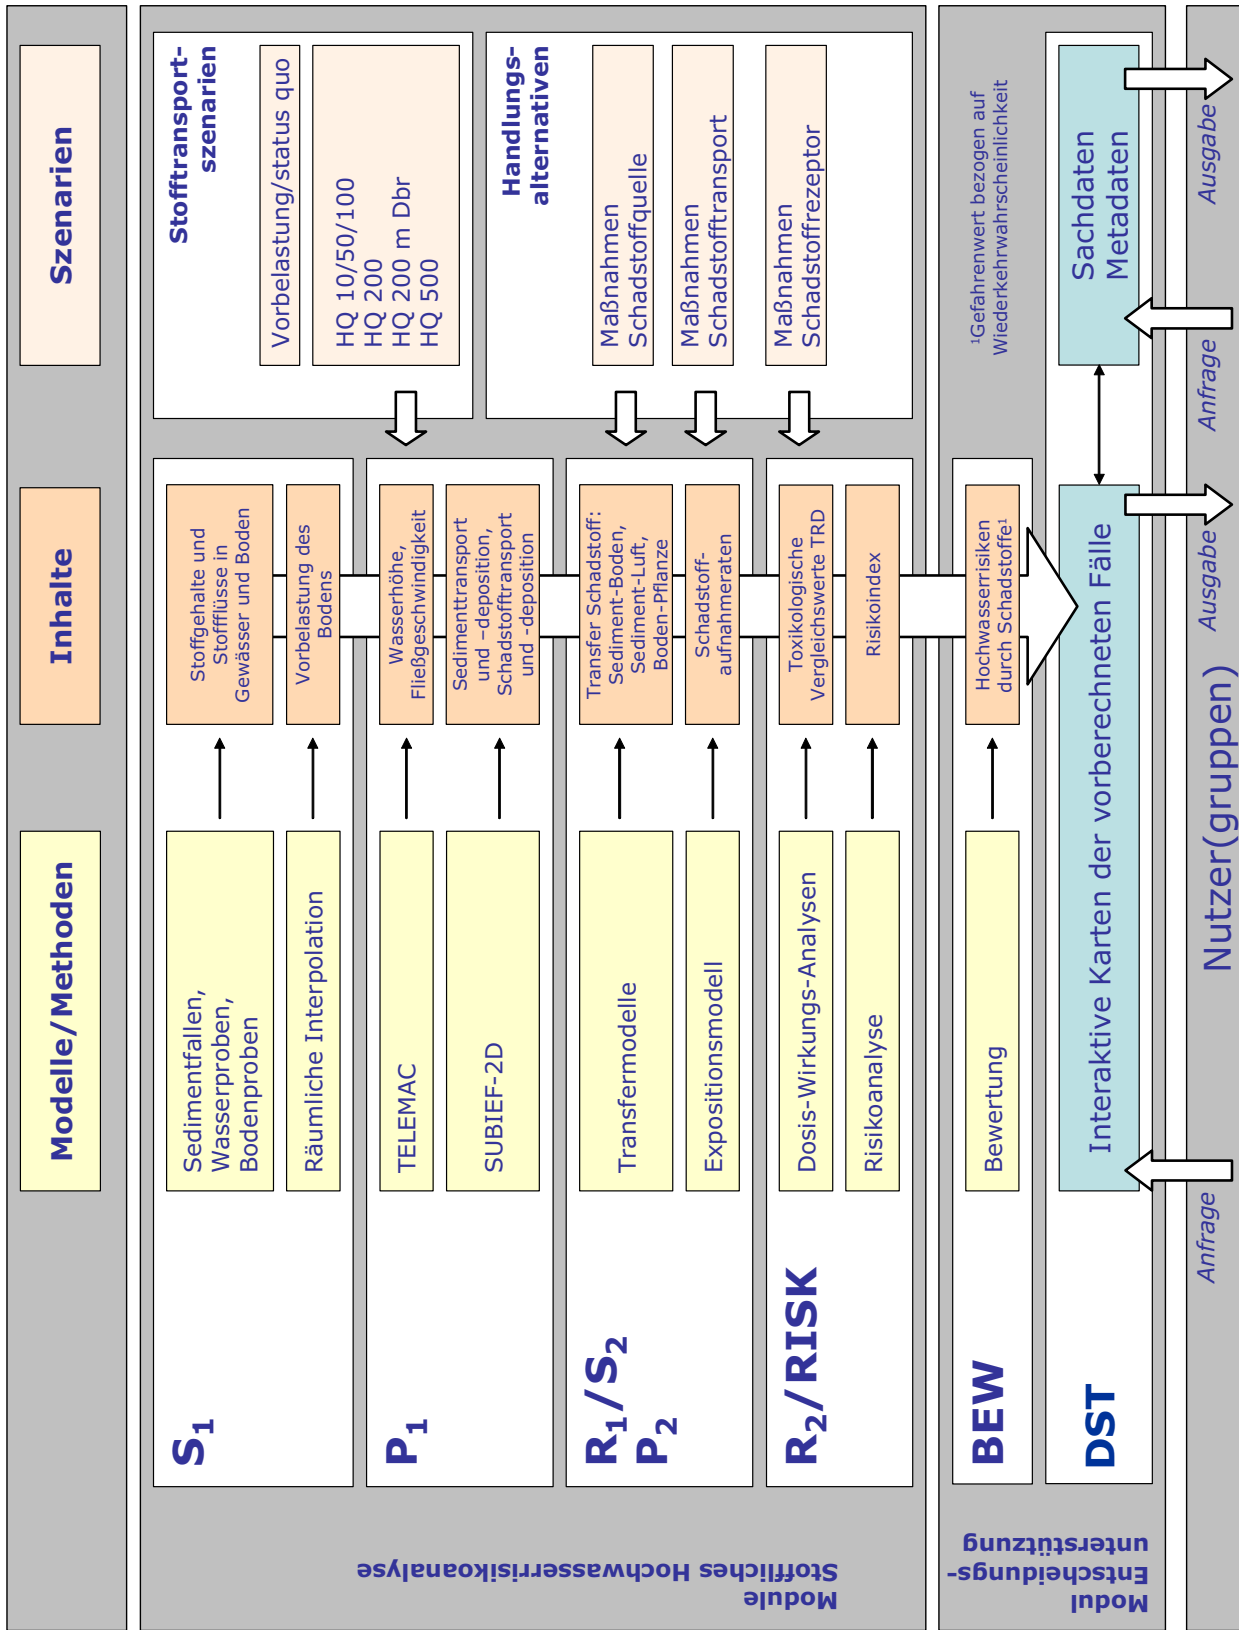 Modelle/Methoden
Inhalte
Szenarien
Module
Stoffliches Hochwasserrisikoanalyse
S1
Sedimentfallen,
Wasserproben,
Bodenproben
Stoffgehalte und
Stoffflüsse in
Gewässer und Boden
Räumliche Interpolation
Vorbelastung des
Bodens
P1
TELEMAC
Wasserhöhe,
Fließgeschwindigkeit
SUBIEF-2D
Sedimenttransport
und –deposition,
Schadstofftransport
und -deposition
R1/S2
P2
Transfermodelle
Transfer Schadstoff:
Sediment-Boden,
Sediment-Luft,
Boden-Pflanze
Expositionsmodell
Schadstoff-
aufnahmeraten
R2/RISK
Dosis-Wirkungs-Analysen
Toxikologische
Vergleichswerte TRD
Risikoanalyse
Risikoindex
Stofftransport-
szenarien
Vorbelastung/status quo
HQ 10/50/100
HQ 200
HQ 200 m Dbr
HQ 500
Handlungs-
alternativen
Maßnahmen
Schadstoffquelle
Maßnahmen
Schadstofftransport
Maßnahmen
Schadstoffrezeptor
Modul
Entscheidungs-
unterstützung
BEW
Bewertung
Hochwasserrisiken
durch Schadstoffe¹
¹Gefahrenwert bezogen auf
Wiederkehrwahrscheinlichkeit
DST
Interaktive Karten der vorberechneten Fälle
Sachdaten
Metadaten
Anfrage
Ausgabe
Anfrage
Ausgabe
Nutzer(gruppen)